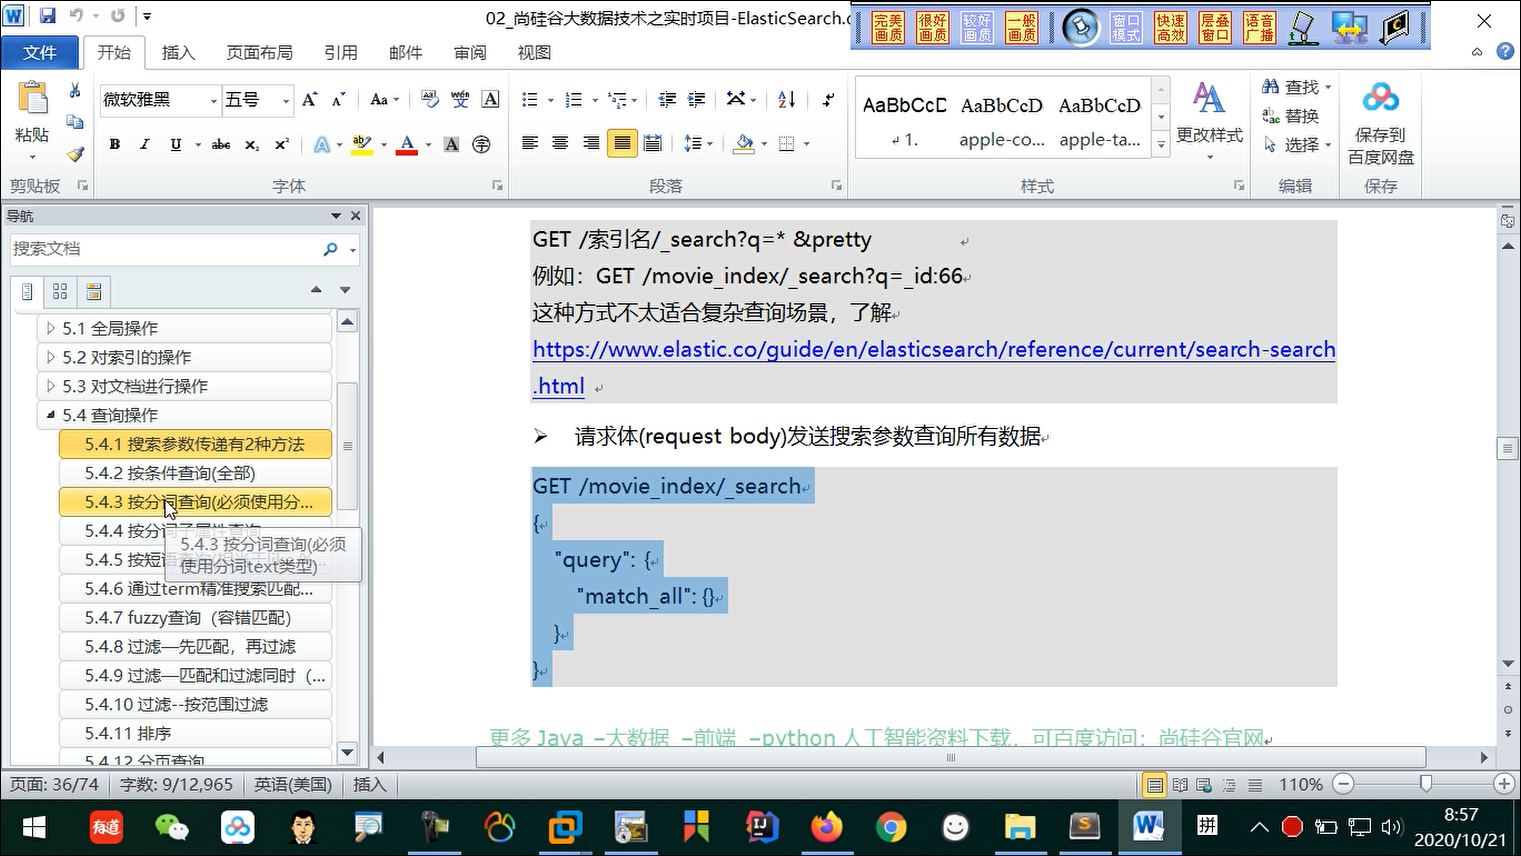 02_尚硅谷大数据技术之实时项目-ElasticSearch.d
完美画质 很好画质 较好画质 一般画质 窗口模式 快速高效 层叠窗口 语音广播
文件 开始 插入 页面布局 引用 邮件 审阅 视图
粘贴
微软雅黑 五号
AaBbCcD AaBbCcD AaBbCcD
1. apple-co... apple-ta...
更改样式
查找
替换
选择
保存到
百度网盘
剪贴板 字体 段落 样式 编辑 保存
导航
搜索文档
5.1 全局操作
5.2 对索引的操作
5.3 对文档进行操作
5.4 查询操作
5.4.1 搜索参数传递有2种方法
5.4.2 按条件查询(全部)
5.4.3 按分词查询(必须使用分...
5.4.4 按分词子属性查询
5.4.5 按短语查询
5.4.3 按分词查询(必须
使用分词text类型)
5.4.6 通过term精准搜索匹配...
5.4.7 fuzzy查询（容错匹配）
5.4.8 过滤—先匹配，再过滤
5.4.9 过滤—匹配和过滤同时（...
5.4.10 过滤--按范围过滤
5.4.11 排序
5.4.12 分页查询
GET /索引名/_search?q=* &pretty
例如：GET /movie_index/_search?q=_id:66
这种方式不太适合复杂查询场景，了解
https://www.elastic.co/guide/en/elasticsearch/reference/current/search-search
.html
➢ 请求体(request body)发送搜索参数查询所有数据
GET /movie_index/_search
{
"query": {
"match_all": {}
}
}
更多 Java –大数据 –前端 –python 人工智能资料下载，可百度访问：尚硅谷官网
页面: 36/74 字数: 9/12,965 英语(美国) 插入 110%
有道
拼
8:57
2020/10/21